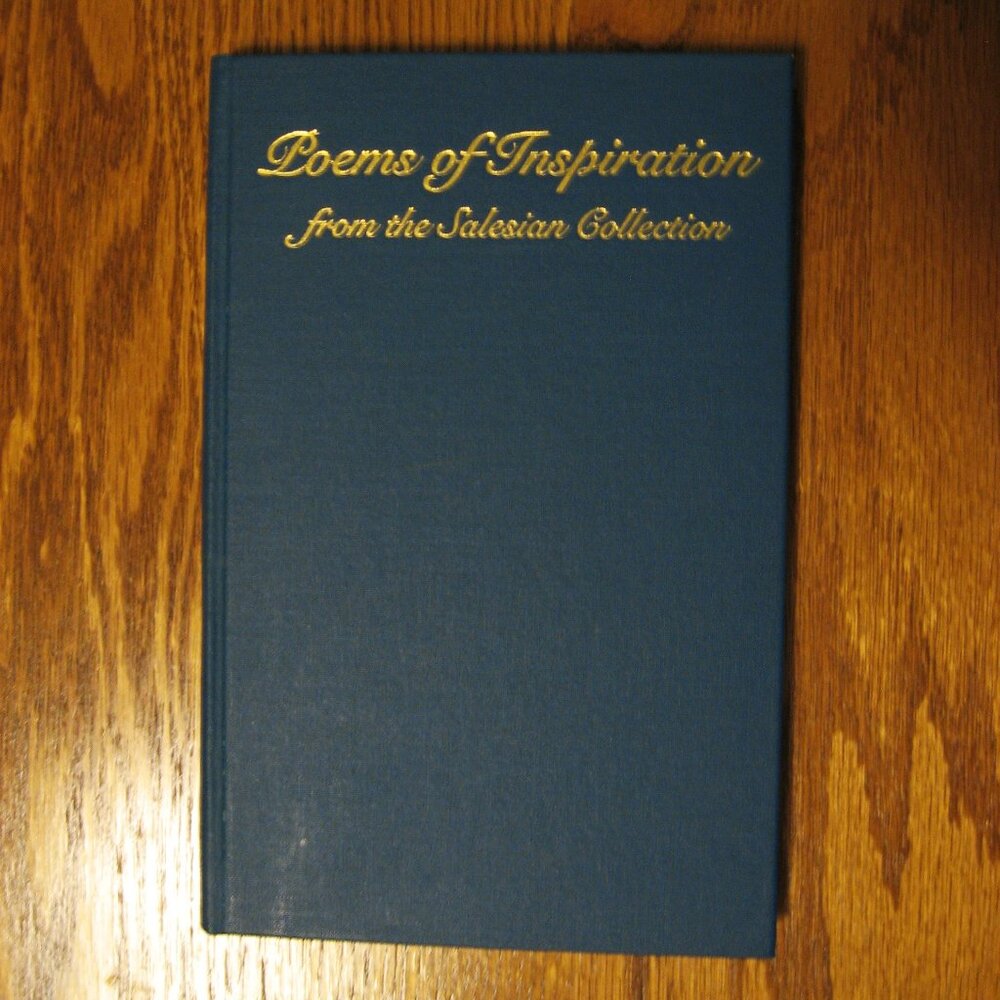 Poems of Inspiration
from the Salesian Collection